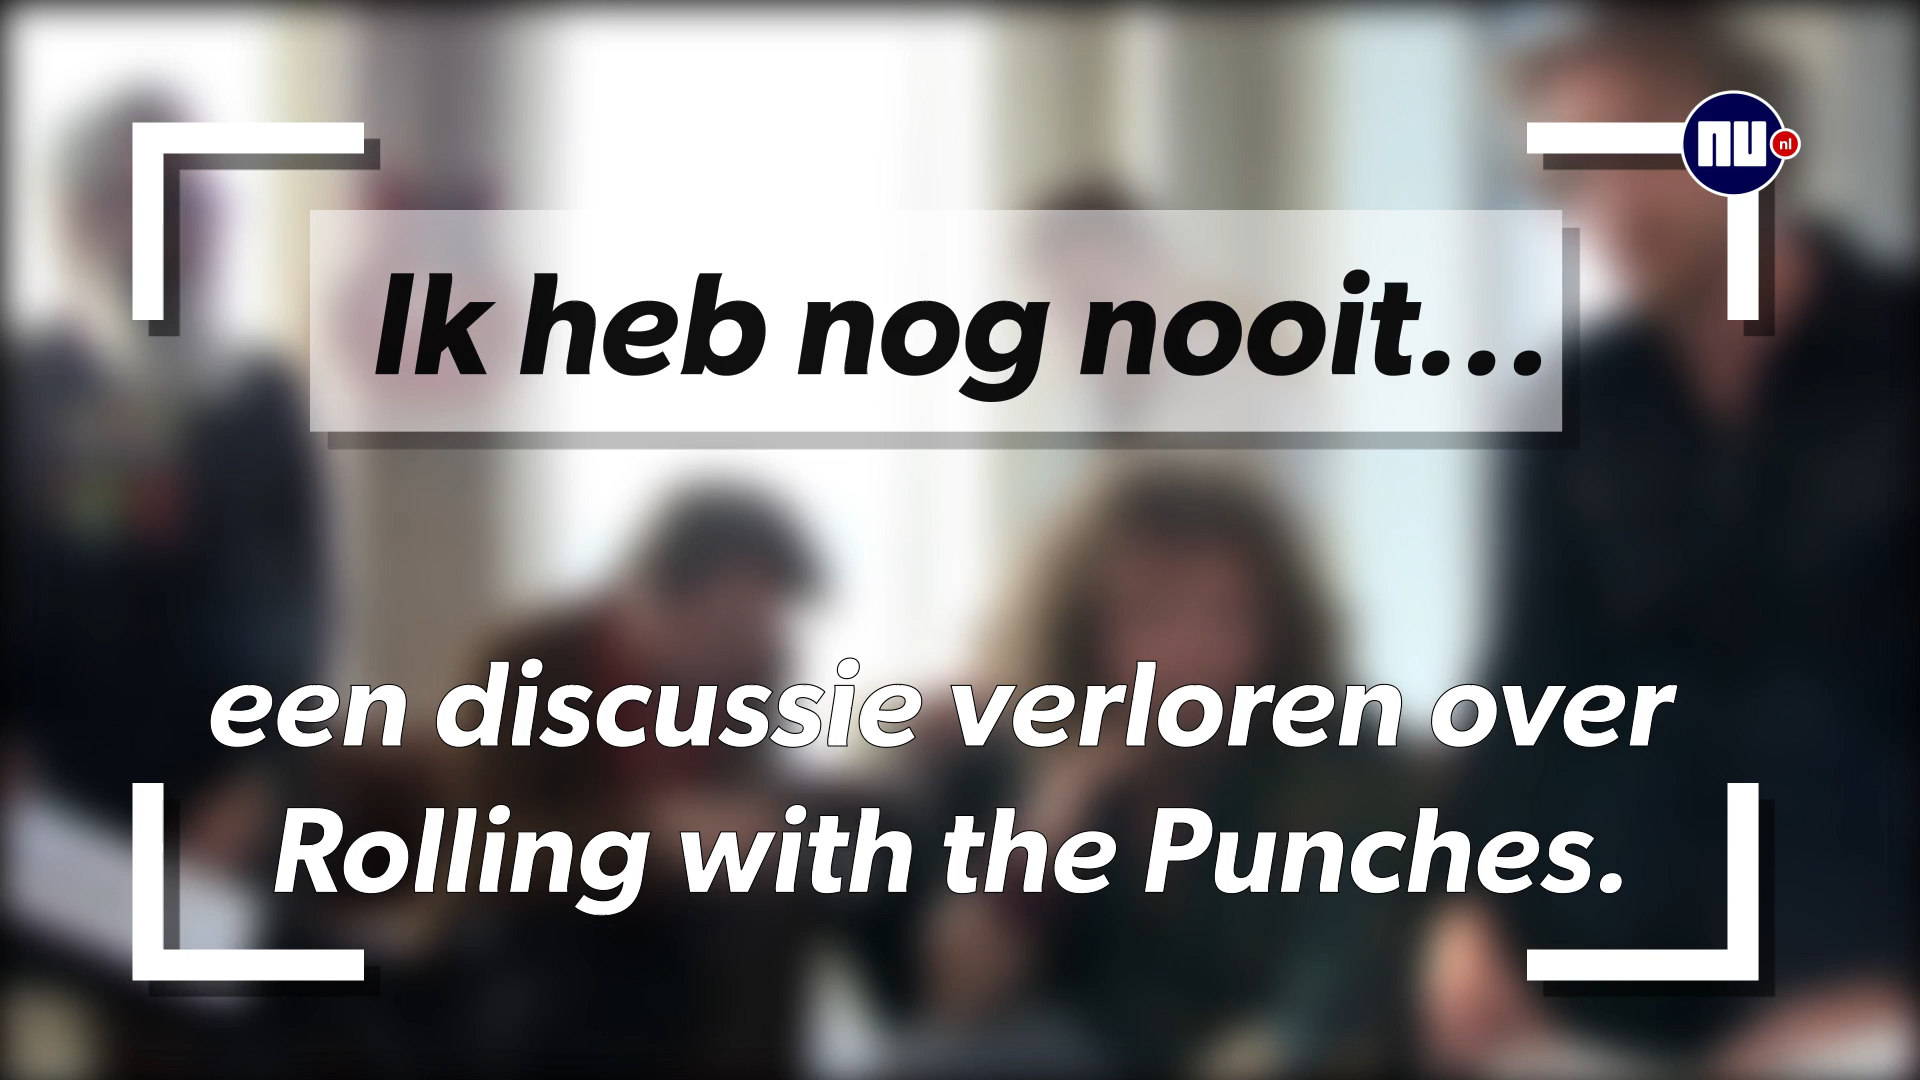 nu nl
Ik heb nog nooit...
een discussie verloren over
Rolling with the Punches.